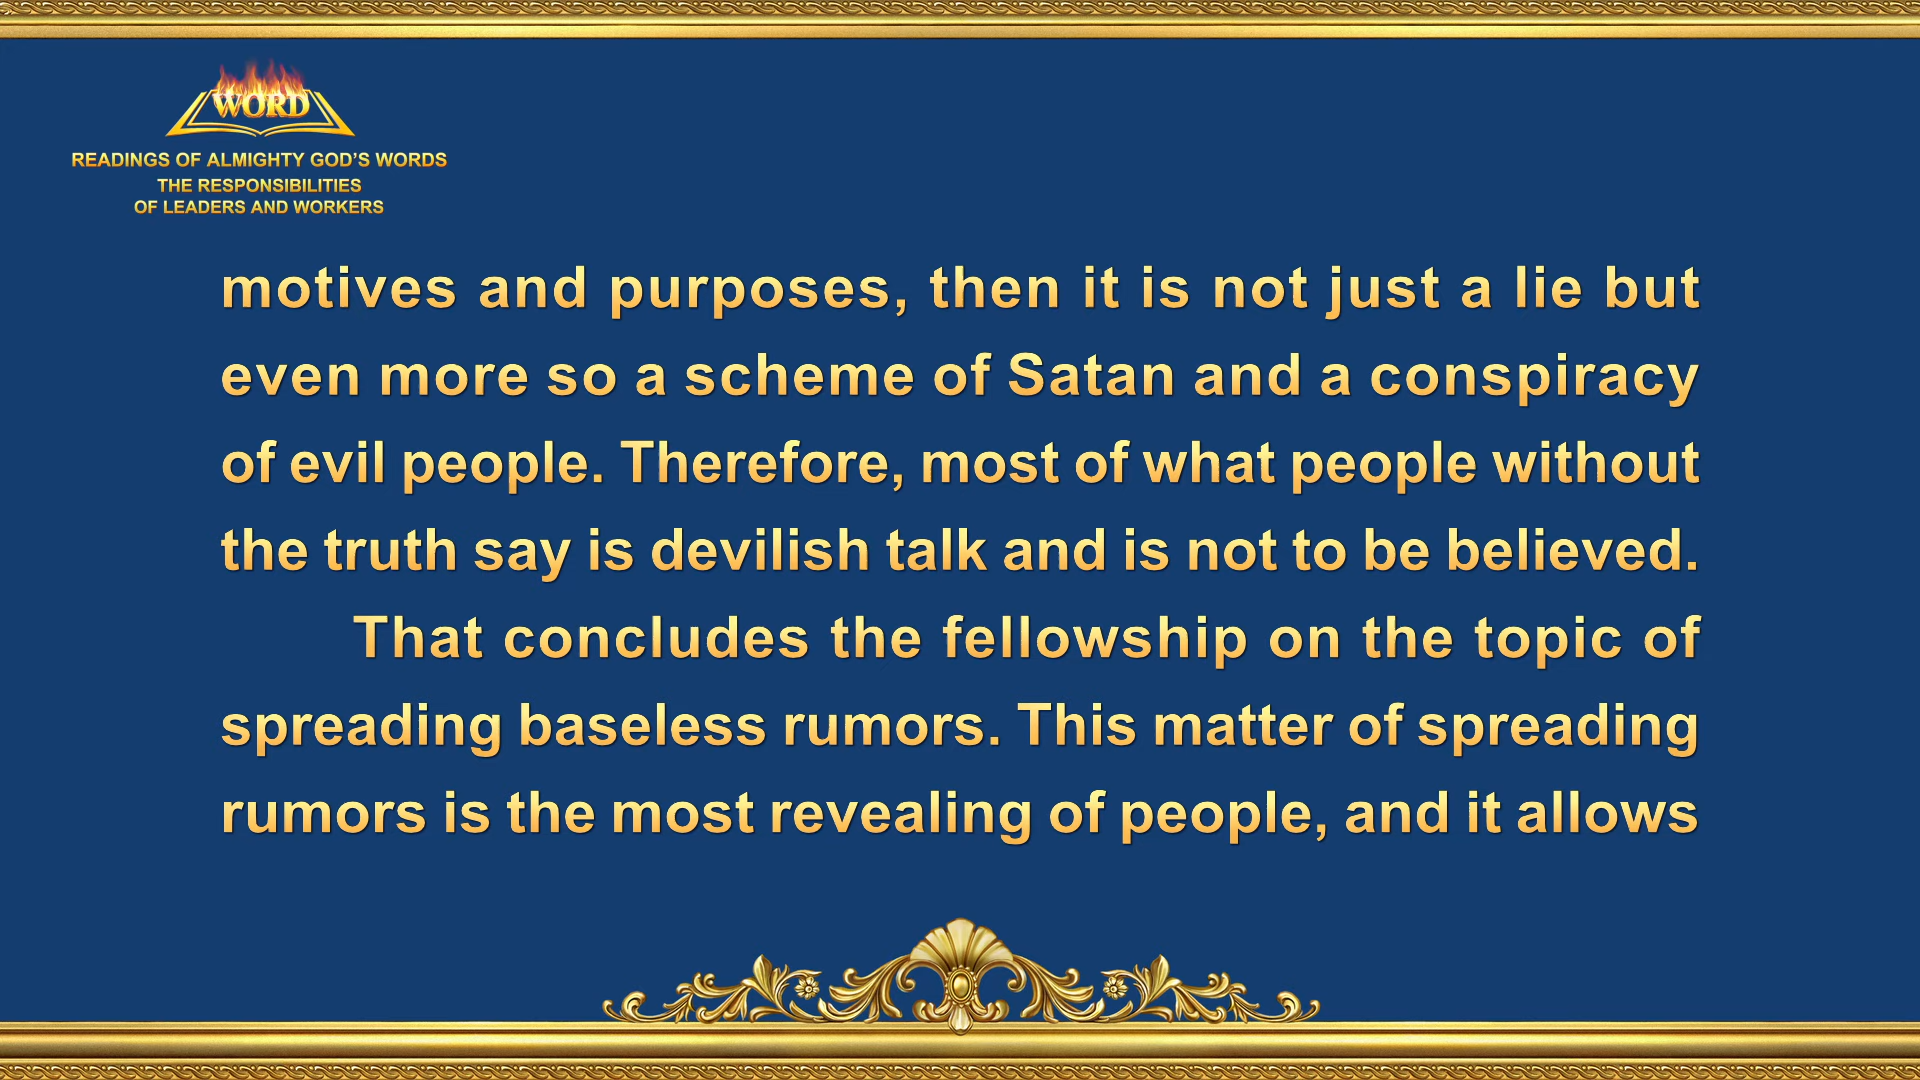 WORD
READINGS OF ALMIGHTY GOD'S WORDS
THE RESPONSIBILITIES
OF LEADERS AND WORKERS
motives and purposes, then it is not just a lie but
even more so a scheme of Satan and a conspiracy
of evil people. Therefore, most of what people without
the truth say is devilish talk and is not to be believed.
That concludes the fellowship on the topic of
spreading baseless rumors. This matter of spreading
rumors is the most revealing of people, and it allows